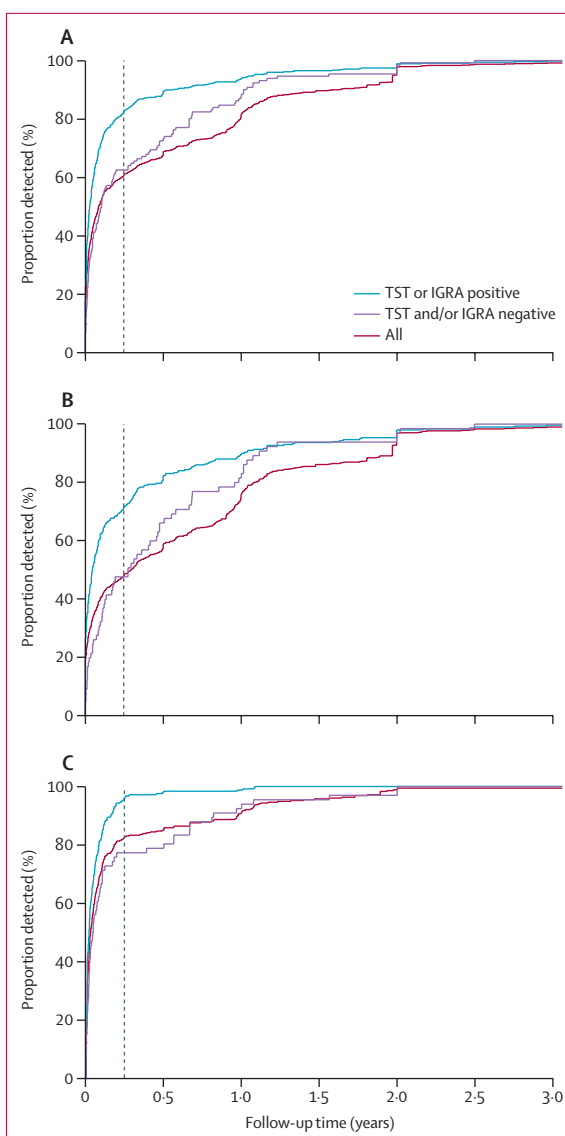 A
100
80
60
40
20
0
Proportion detected (%)
TST or IGRA positive
TST and/or IGRA negative
All
B
100
80
60
40
20
0
Proportion detected (%)
C
100
80
60
40
20
0
Proportion detected (%)
0 0·5 1·0 1·5 2·0 2·5 3·0
Follow-up time (years)